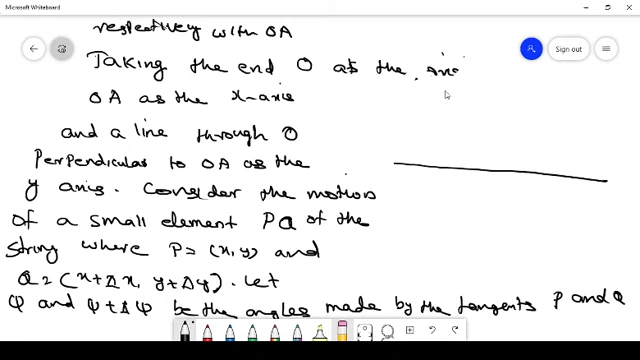 Microsoft Whiteboard
Sign out
respectively with OA
Taking the end O as the
OA as the x-axis
and a line through O
Perpendicular to OA as the
y axis. Consider the motion
of a small element PQ of the
string where P = (x, y) and
Q = (x+Δx, y+Δy). Let
ψ and ψ+Δψ be the angles made by the tangents P and Q